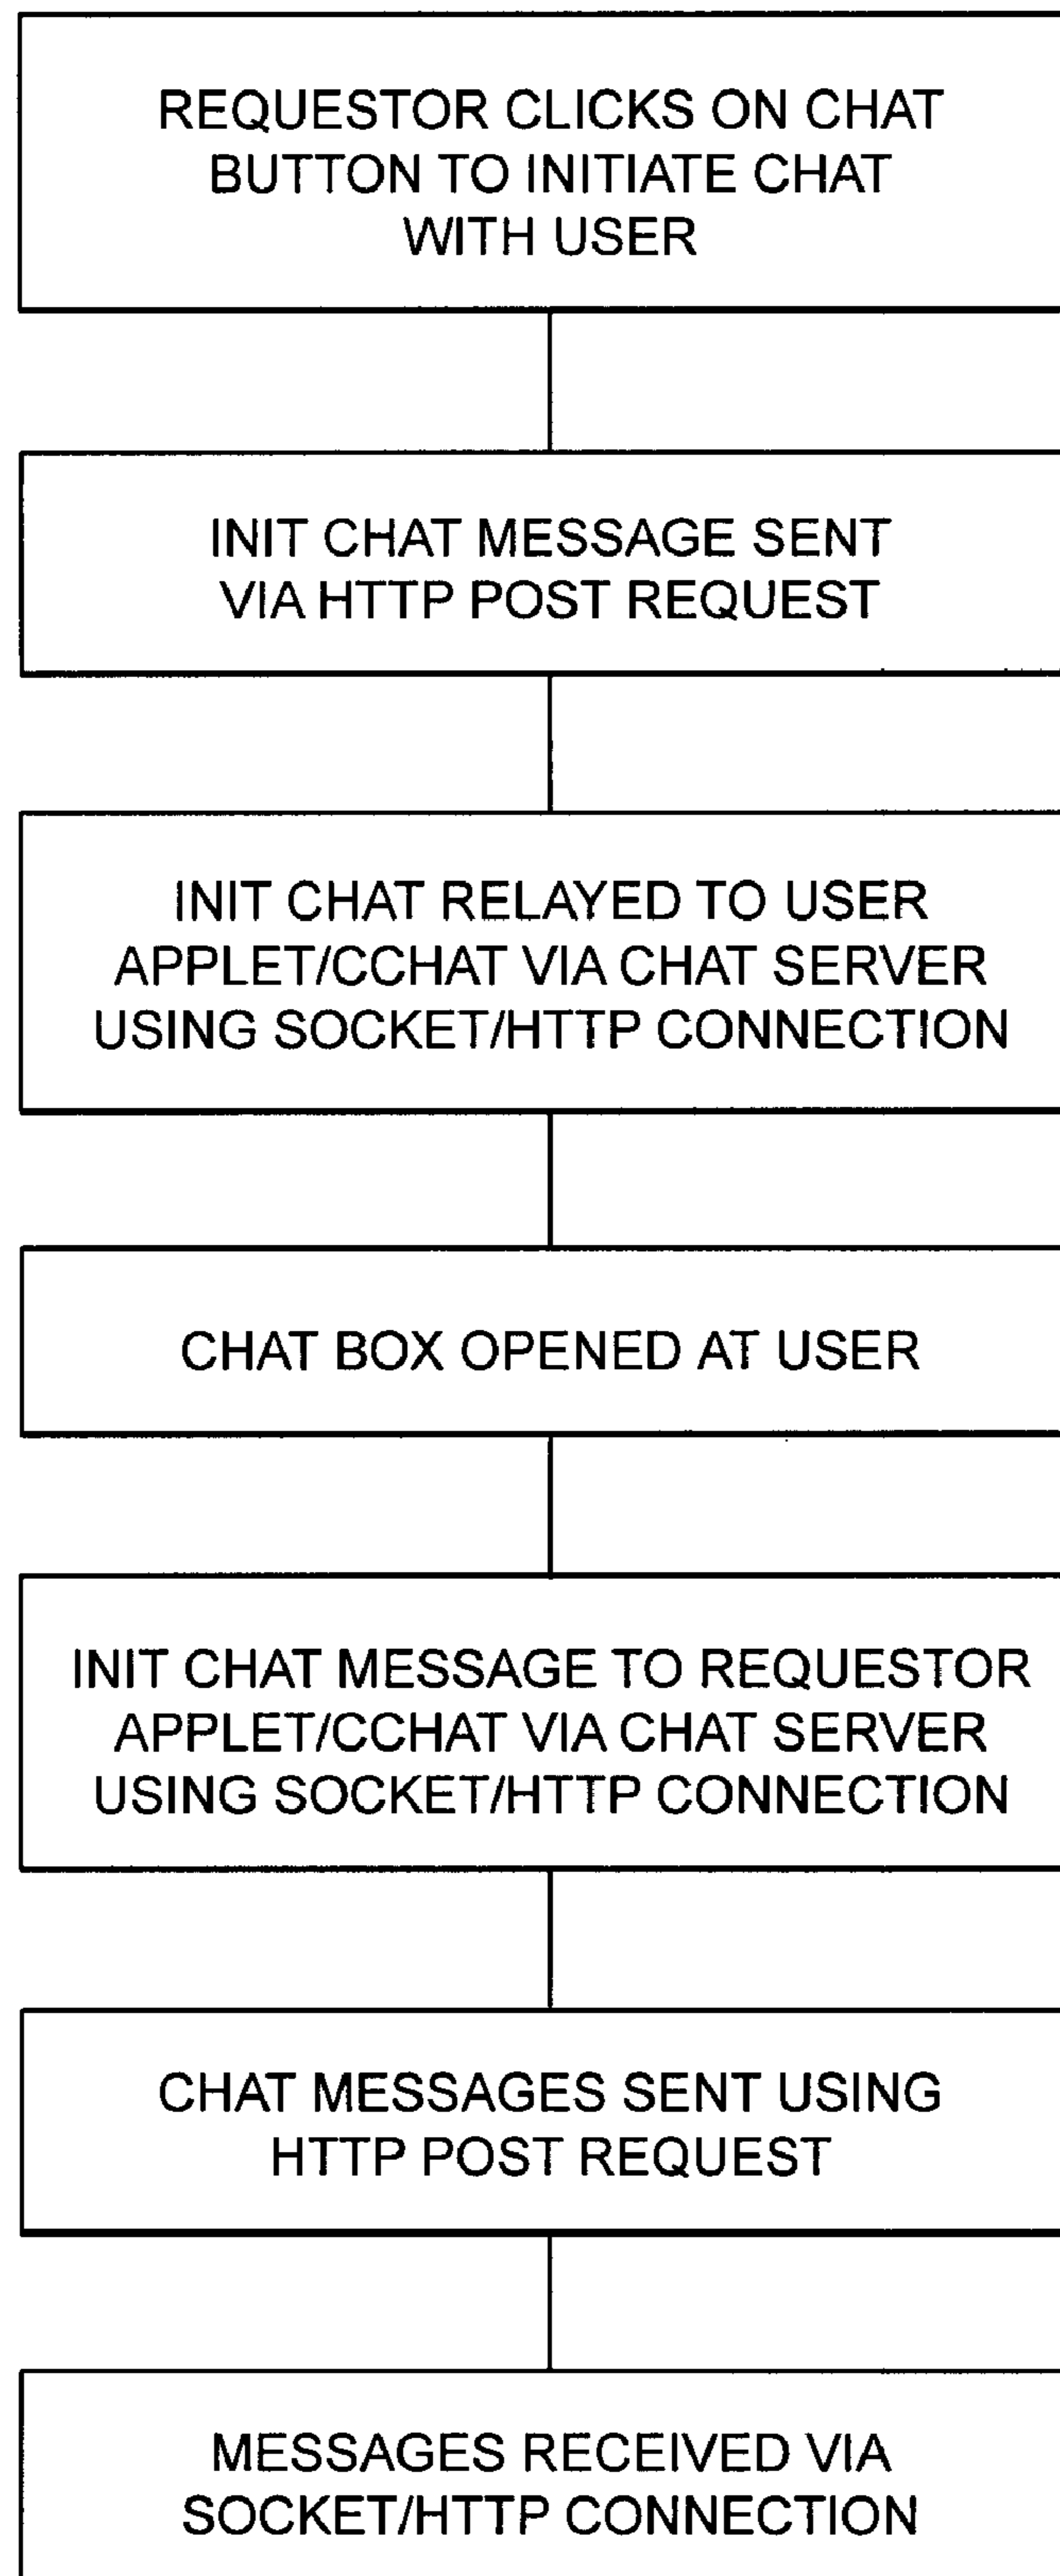 REQUESTOR CLICKS ON CHAT
BUTTON TO INITIATE CHAT
WITH USER
INIT CHAT MESSAGE SENT
VIA HTTP POST REQUEST
INIT CHAT RELAYED TO USER
APPLET/CCHAT VIA CHAT SERVER
USING SOCKET/HTTP CONNECTION
CHAT BOX OPENED AT USER
INIT CHAT MESSAGE TO REQUESTOR
APPLET/CCHAT VIA CHAT SERVER
USING SOCKET/HTTP CONNECTION
CHAT MESSAGES SENT USING
HTTP POST REQUEST
MESSAGES RECEIVED VIA
SOCKET/HTTP CONNECTION